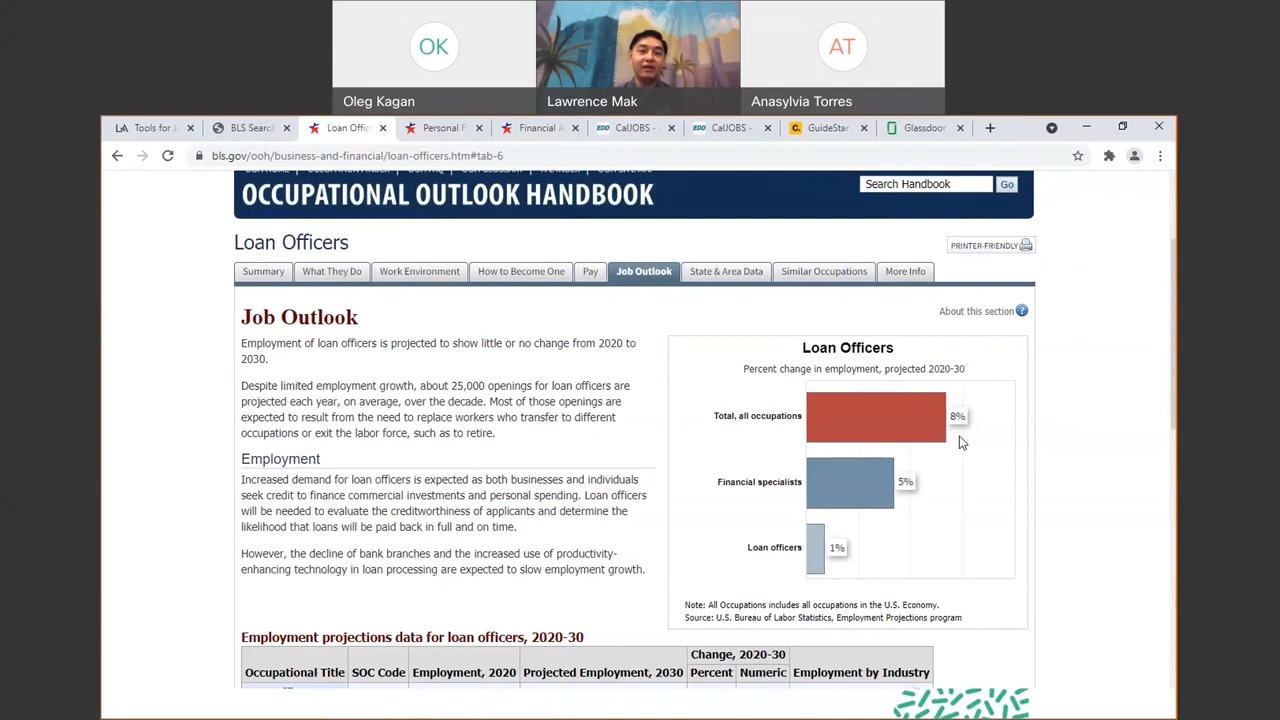 OK
AT
Oleg Kagan
Lawrence Mak
Anasylvia Torres
LA Tools for J
BLS Search
Loan Offic
Personal F
Financial A
EDD CalJOBS -
EDD CalJOBS -
GuideStar
Glassdoor
bls.gov/ooh/business-and-financial/loan-officers.htm#tab-6
OCCUPATIONAL OUTLOOK HANDBOOK
Search Handbook
Go
Loan Officers
PRINTER-FRIENDLY
Summary
What They Do
Work Environment
How to Become One
Pay
Job Outlook
State & Area Data
Similar Occupations
More Info
Job Outlook
About this section
Employment of loan officers is projected to show little or no change from 2020 to
2030.
Despite limited employment growth, about 25,000 openings for loan officers are
projected each year, on average, over the decade. Most of those openings are
expected to result from the need to replace workers who transfer to different
occupations or exit the labor force, such as to retire.
Employment
Increased demand for loan officers is expected as both businesses and individuals
seek credit to finance commercial investments and personal spending. Loan officers
will be needed to evaluate the creditworthiness of applicants and determine the
likelihood that loans will be paid back in full and on time.
However, the decline of bank branches and the increased use of productivity-
enhancing technology in loan processing are expected to slow employment growth.
Loan Officers
Percent change in employment, projected 2020-30
Total, all occupations
8%
Financial specialists
5%
Loan officers
1%
Note: All Occupations includes all occupations in the U.S. Economy.
Source: U.S. Bureau of Labor Statistics, Employment Projections program
Employment projections data for loan officers, 2020-30
Occupational Title
SOC Code
Employment, 2020
Projected Employment, 2030
Change, 2020-30
Percent
Numeric
Employment by Industry